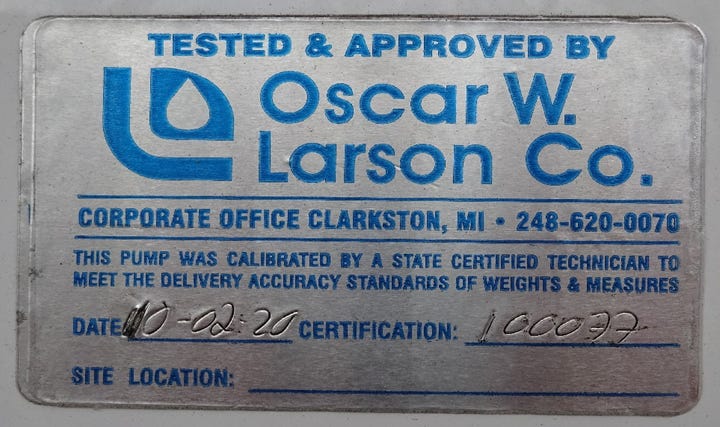 TESTED & APPROVED BY
Oscar W.
Larson Co.
CORPORATE OFFICE CLARKSTON, MI • 248-620-0070
THIS PUMP WAS CALIBRATED BY A STATE CERTIFIED TECHNICIAN TO
MEET THE DELIVERY ACCURACY STANDARDS OF WEIGHTS & MEASURES
DATE 10-02-20 CERTIFICATION: 100077
SITE LOCATION: